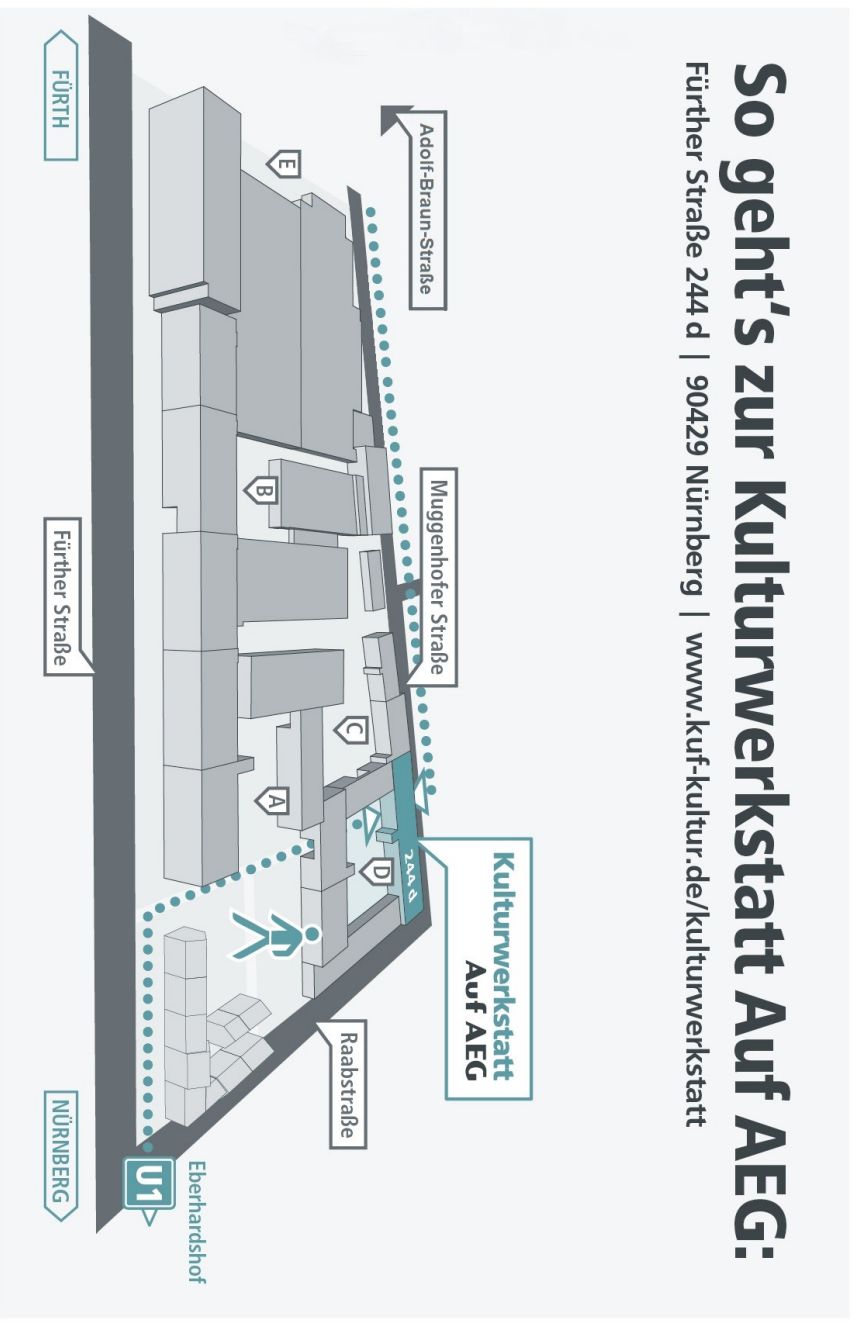 So geht's zur Kulturwerkstatt Auf AEG:
Fürther Straße 244 d | 90429 Nürnberg | www.kuf-kultur.de/kulturwerkstatt
Kulturwerkstatt
Auf AEG
Adolf-Braun-Straße
Muggenhofer Straße
244 d
E
B
C
D
A
Raabstraße
Eberhardshof
U1
FÜRTH
Fürther Straße
NÜRNBERG